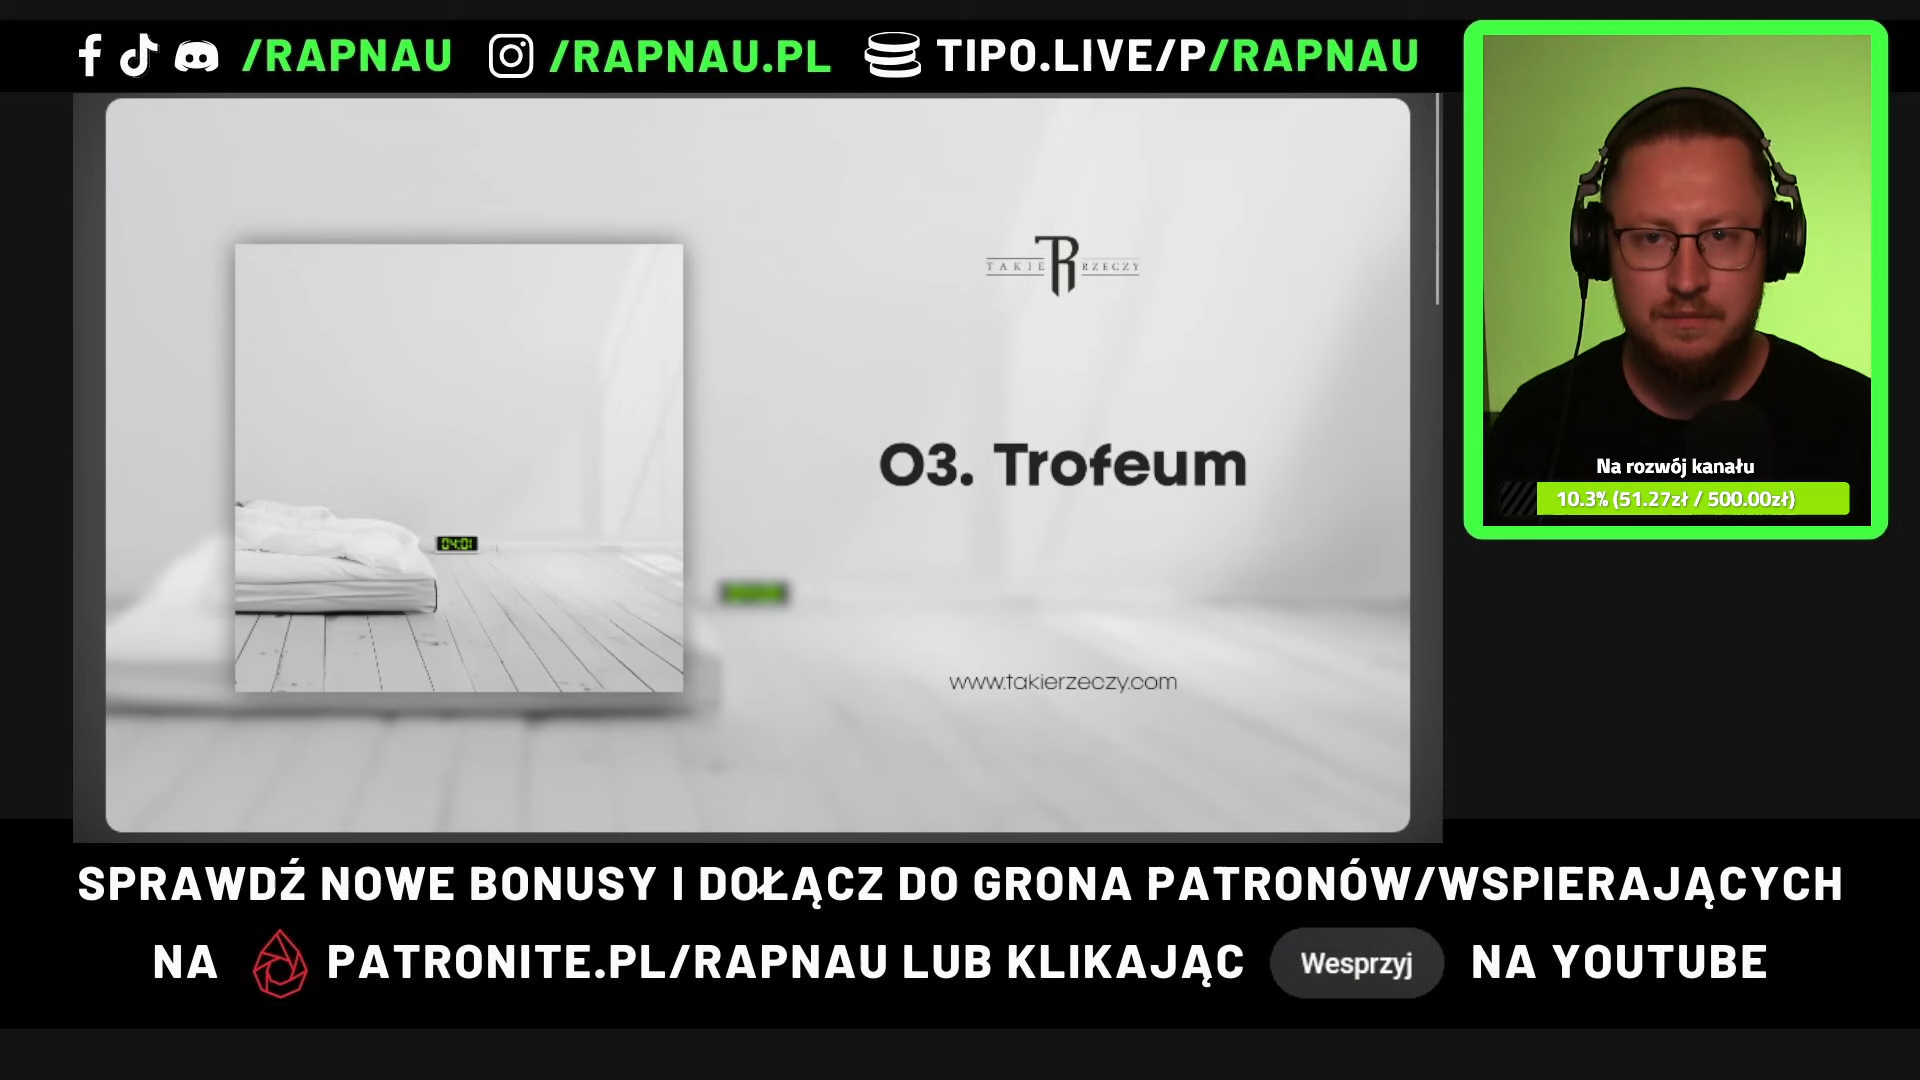 /RAPNAU /RAPNAU.PL TIPO.LIVE/P/RAPNAU
TAKIE TR RZECZY
03. Trofeum
04:01
www.takierzeczy.com
Na rozwój kanału
10.3% (51.27zł / 500.00zł)
SPRAWDŹ NOWE BONUSY I DOŁĄCZ DO GRONA PATRONÓW/WSPIERAJĄCYCH
NA PATRONITE.PL/RAPNAU LUB KLIKAJĄC Wesprzyj NA YOUTUBE